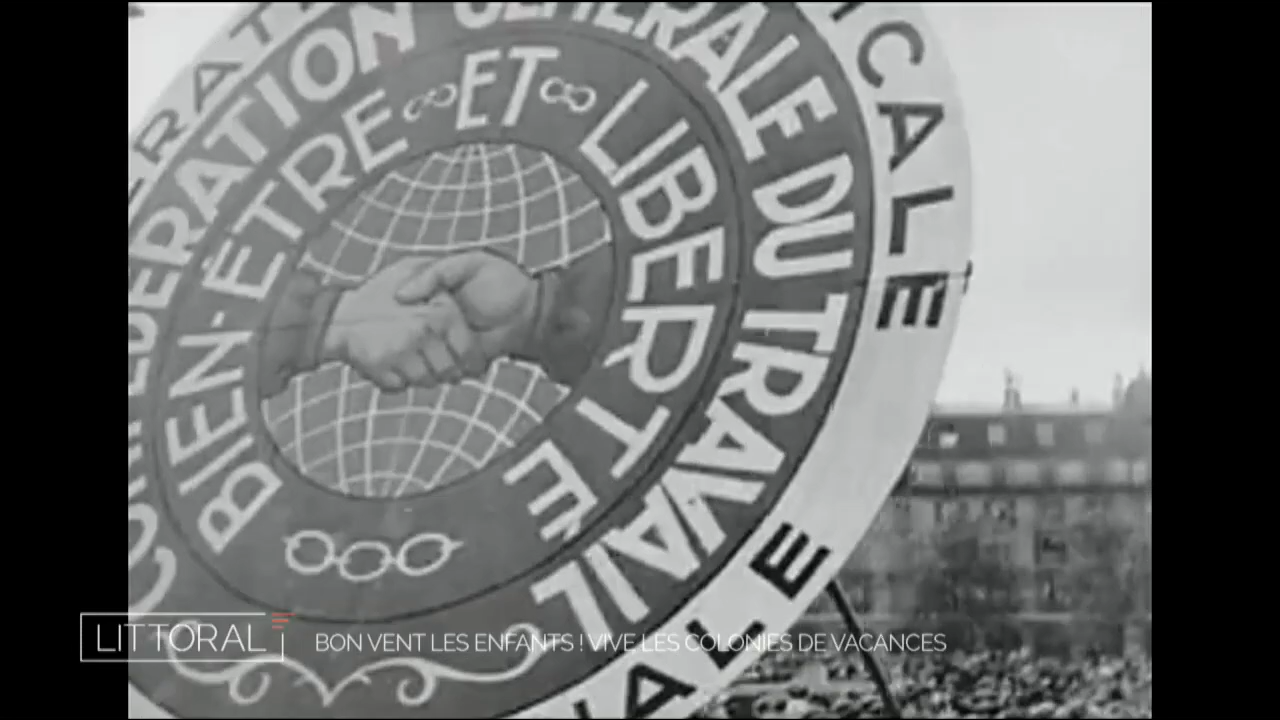 CONFÉDÉRATION GÉNÉRALE DU TRAVAIL
BIEN-ÊTRE ET LIBERTÉ
LITTORAL
BON VENT LES ENFANTS ! VIVE LES COLONIES DE VACANCES